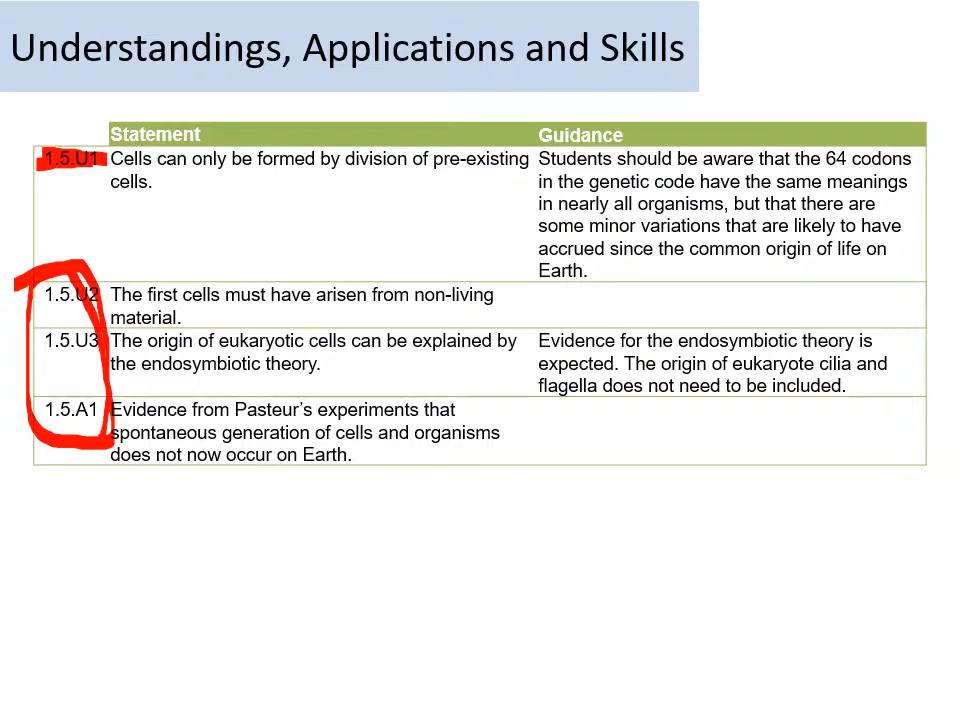 Understandings, Applications and Skills
Statement Guidance
1.5.U1 Cells can only be formed by division of pre-existing Students should be aware that the 64 codons
cells. in the genetic code have the same meanings
in nearly all organisms, but that there are
some minor variations that are likely to have
accrued since the common origin of life on
Earth.
1.5.U2 The first cells must have arisen from non-living
material.
1.5.U3 The origin of eukaryotic cells can be explained by Evidence for the endosymbiotic theory is
the endosymbiotic theory. expected. The origin of eukaryote cilia and
flagella does not need to be included.
1.5.A1 Evidence from Pasteur’s experiments that
spontaneous generation of cells and organisms
does not now occur on Earth.